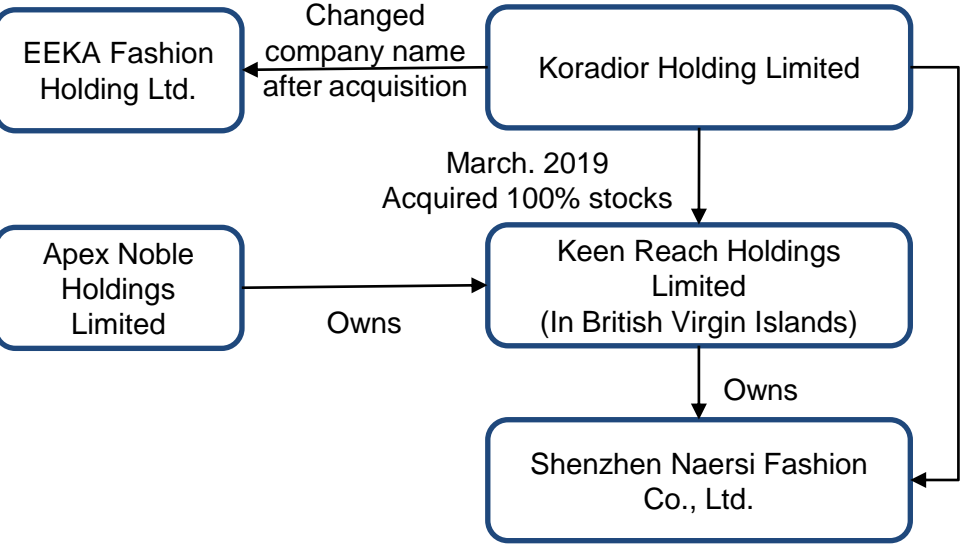 EEKA Fashion
Holding Ltd.
Changed
company name
after acquisition
Koradior Holding Limited
March. 2019
Acquired 100% stocks
Apex Noble
Holdings
Limited
Owns
Keen Reach Holdings
Limited
(In British Virgin Islands)
Owns
Shenzhen Naersi Fashion
Co., Ltd.